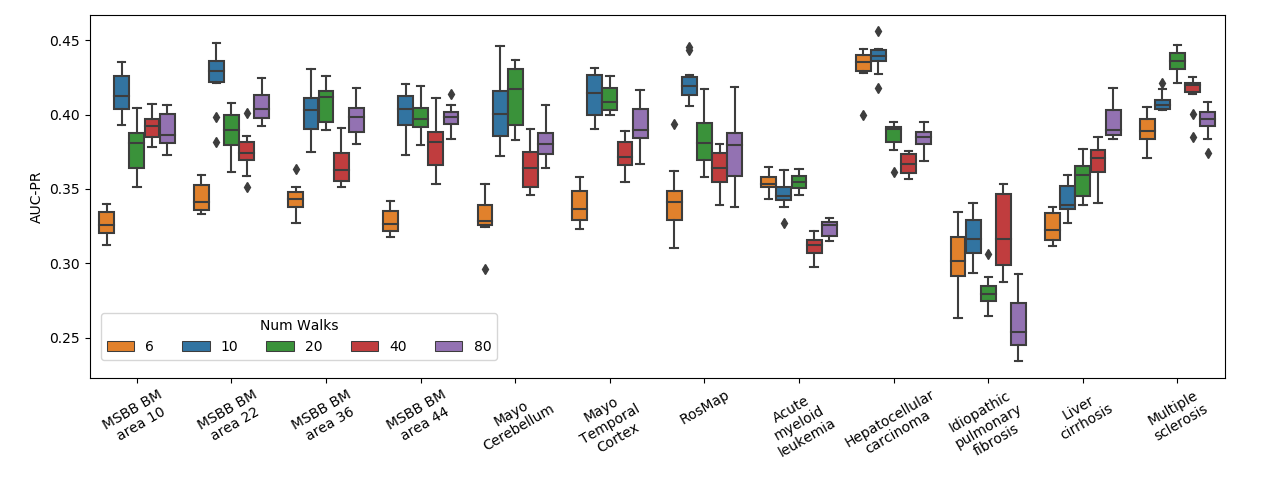 0.45
0.40
0.35
0.30
0.25
AUC-PR
Num Walks
6 10 20 40 80
MSBB BM
area 10
MSBB BM
area 22
MSBB BM
area 36
MSBB BM
area 44
Mayo
Cerebellum
Mayo
Temporal
Cortex
RosMap
Acute
myeloid
leukemia
Hepatocellular
carcinoma
Idiopathic
pulmonary
fibrosis
Liver
cirrhosis
Multiple
sclerosis